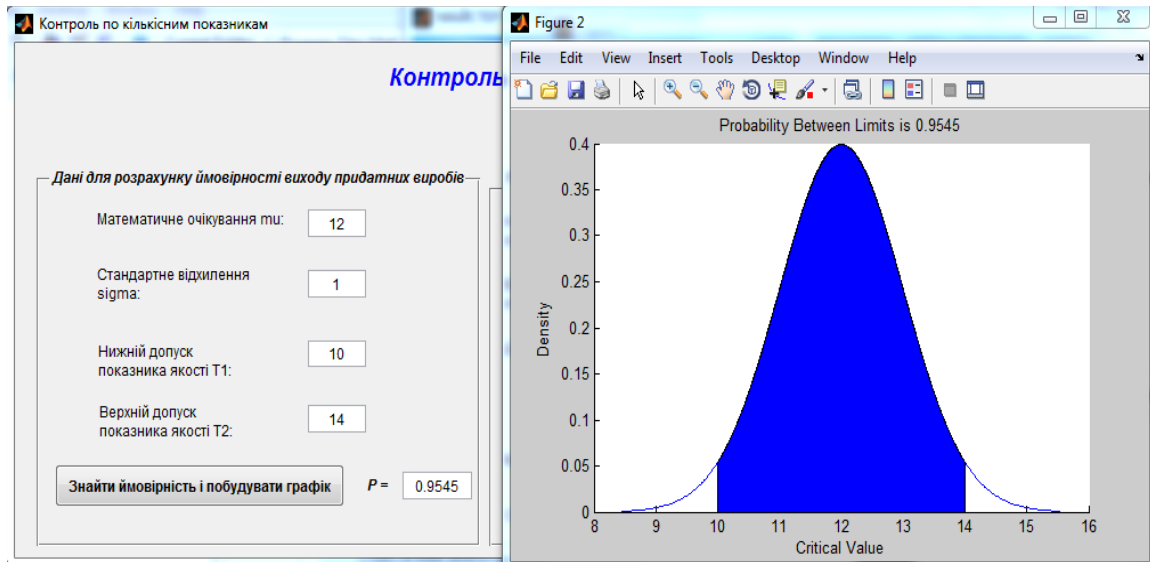 Контроль по кількісним показникам
Контроль
Дані для розрахунку ймовірності виходу придатних виробів
Математичне очікування mu:
12
Стандартне відхилення
sigma:
1
Нижній допуск
показника якості T1:
10
Верхній допуск
показника якості T2:
14
Знайти ймовірність і побудувати графік
P =
0.9545
Figure 2
File Edit View Insert Tools Desktop Window Help
Probability Between Limits is 0.9545
0.4
0.35
0.3
0.25
0.2
0.15
0.1
0.05
0
Density
8 9 10 11 12 13 14 15 16
Critical Value